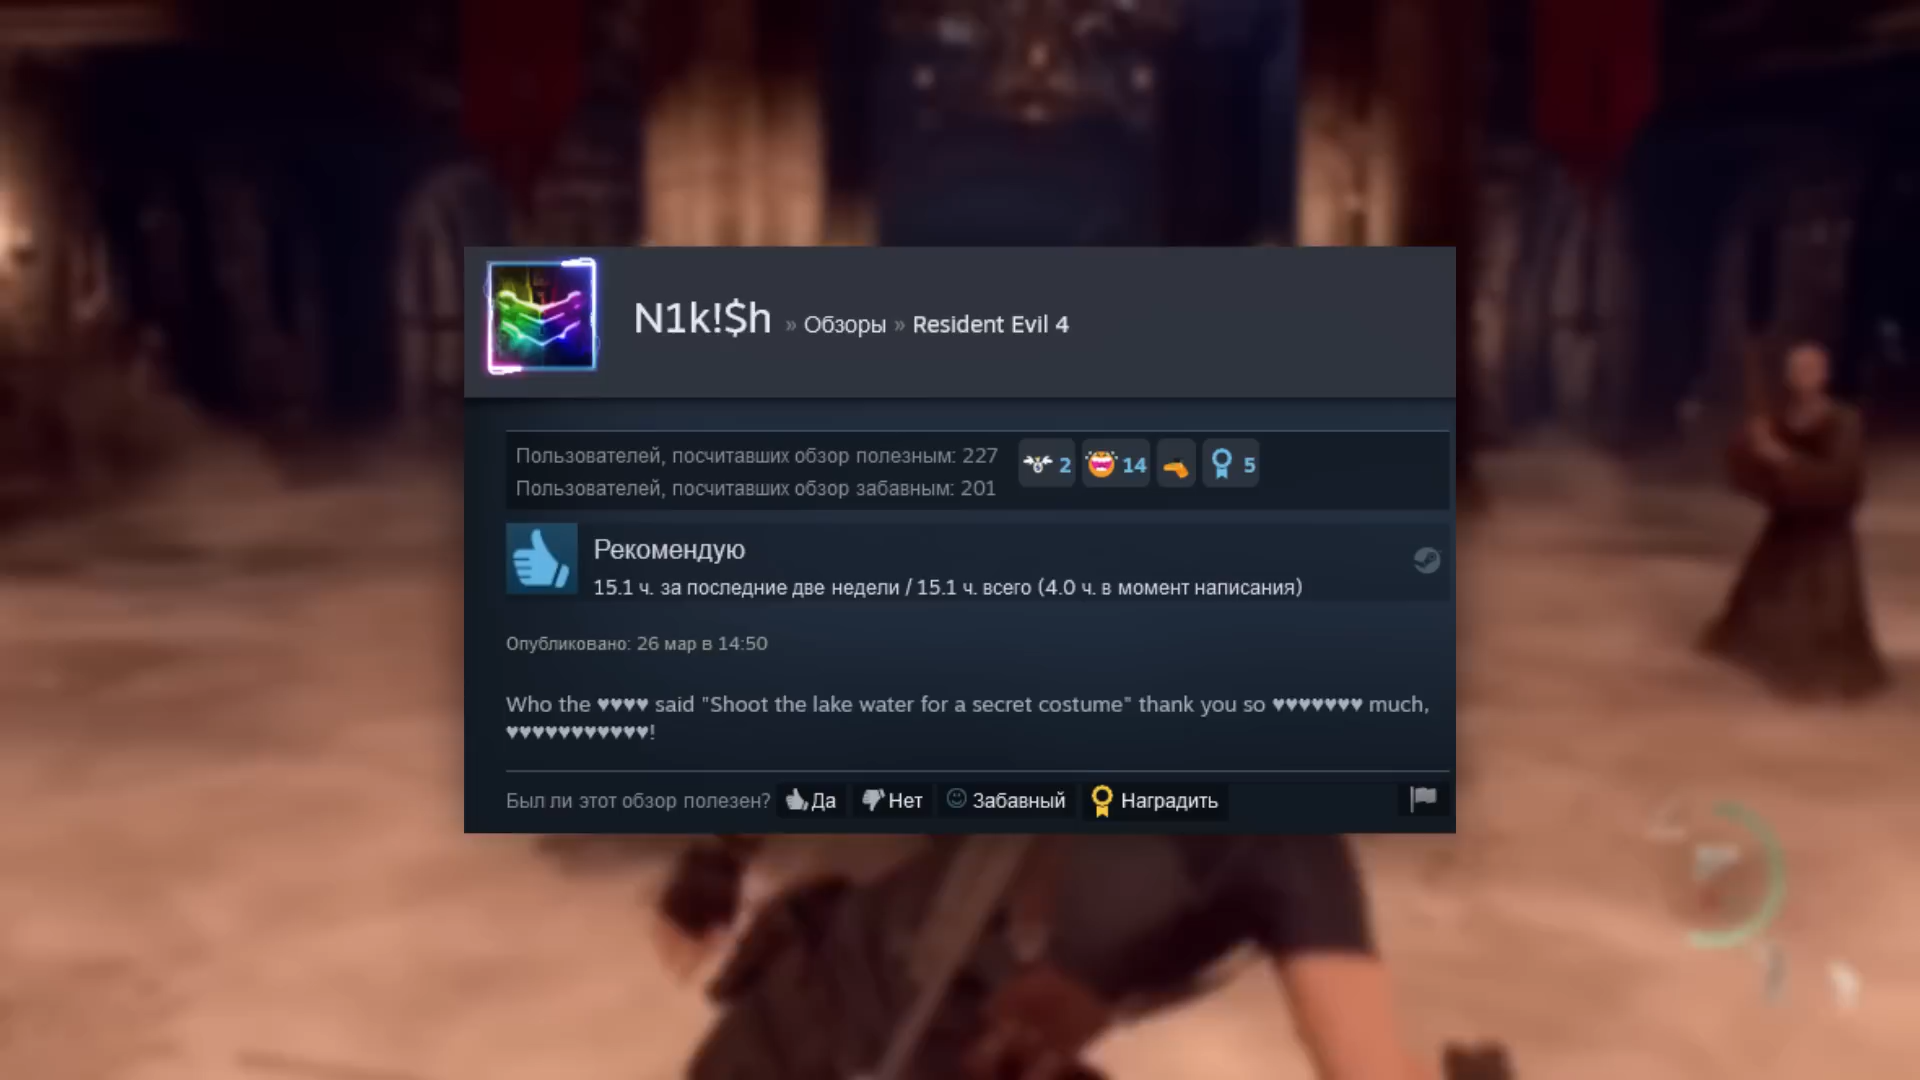 N1k!$h » Обзоры » Resident Evil 4
Пользователей, посчитавших обзор полезным: 227
Пользователей, посчитавших обзор забавным: 201
2 14 5
Рекомендую
15.1 ч. за последние две недели / 15.1 ч. всего (4.0 ч. в момент написания)
Опубликовано: 26 мар в 14:50
Who the ♥♥♥♥ said "Shoot the lake water for a secret costume" thank you so ♥♥♥♥♥♥♥ much,
♥♥♥♥♥♥♥♥♥♥♥!
Был ли этот обзор полезен? Да Нет Забавный Наградить